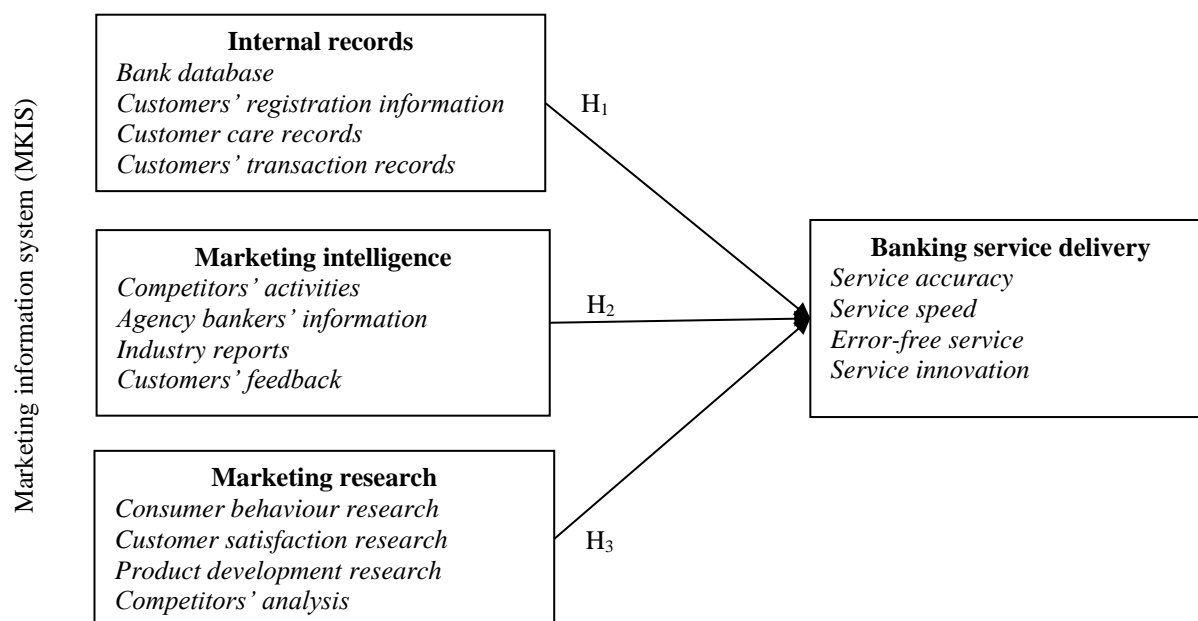 Marketing information system (MKIS)
Internal records
Bank database
Customers’ registration information
Customer care records
Customers’ transaction records
H₁
Marketing intelligence
Competitors’ activities
Agency bankers’ information
Industry reports
Customers’ feedback
H₂
Marketing research
Consumer behaviour research
Customer satisfaction research
Product development research
Competitors’ analysis
H₃
Banking service delivery
Service accuracy
Service speed
Error-free service
Service innovation